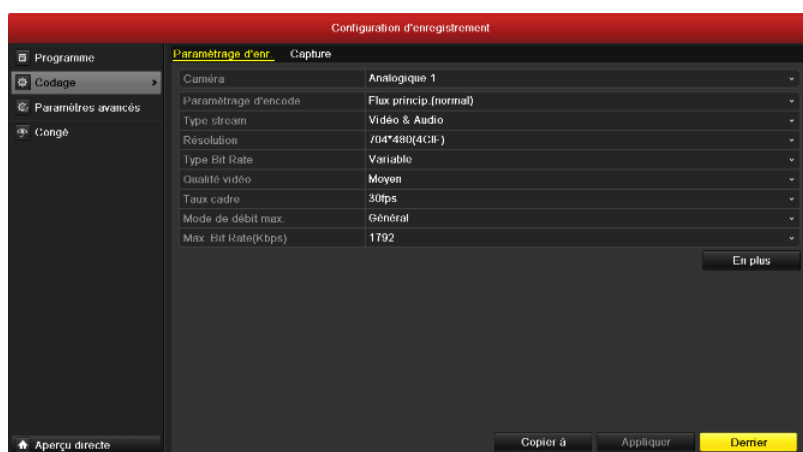 Configuration d'enregistrement
Programme
Codage
Paramètres avancés
Congé
Aperçu directe
Paramètrage d'enr. Capture
Caméra Analogique 1
Paramètrage d'encode Flux princip.(normal)
Type stream Vidéo & Audio
Résolution 704*480(4CIF)
Type Bit Rate Variable
Qualité vidéo Moyen
Taux cadre 30fps
Mode de débit max. Général
Max. Bit Rate(Kbps) 1792
En plus
Copier à Appliquer Derrier